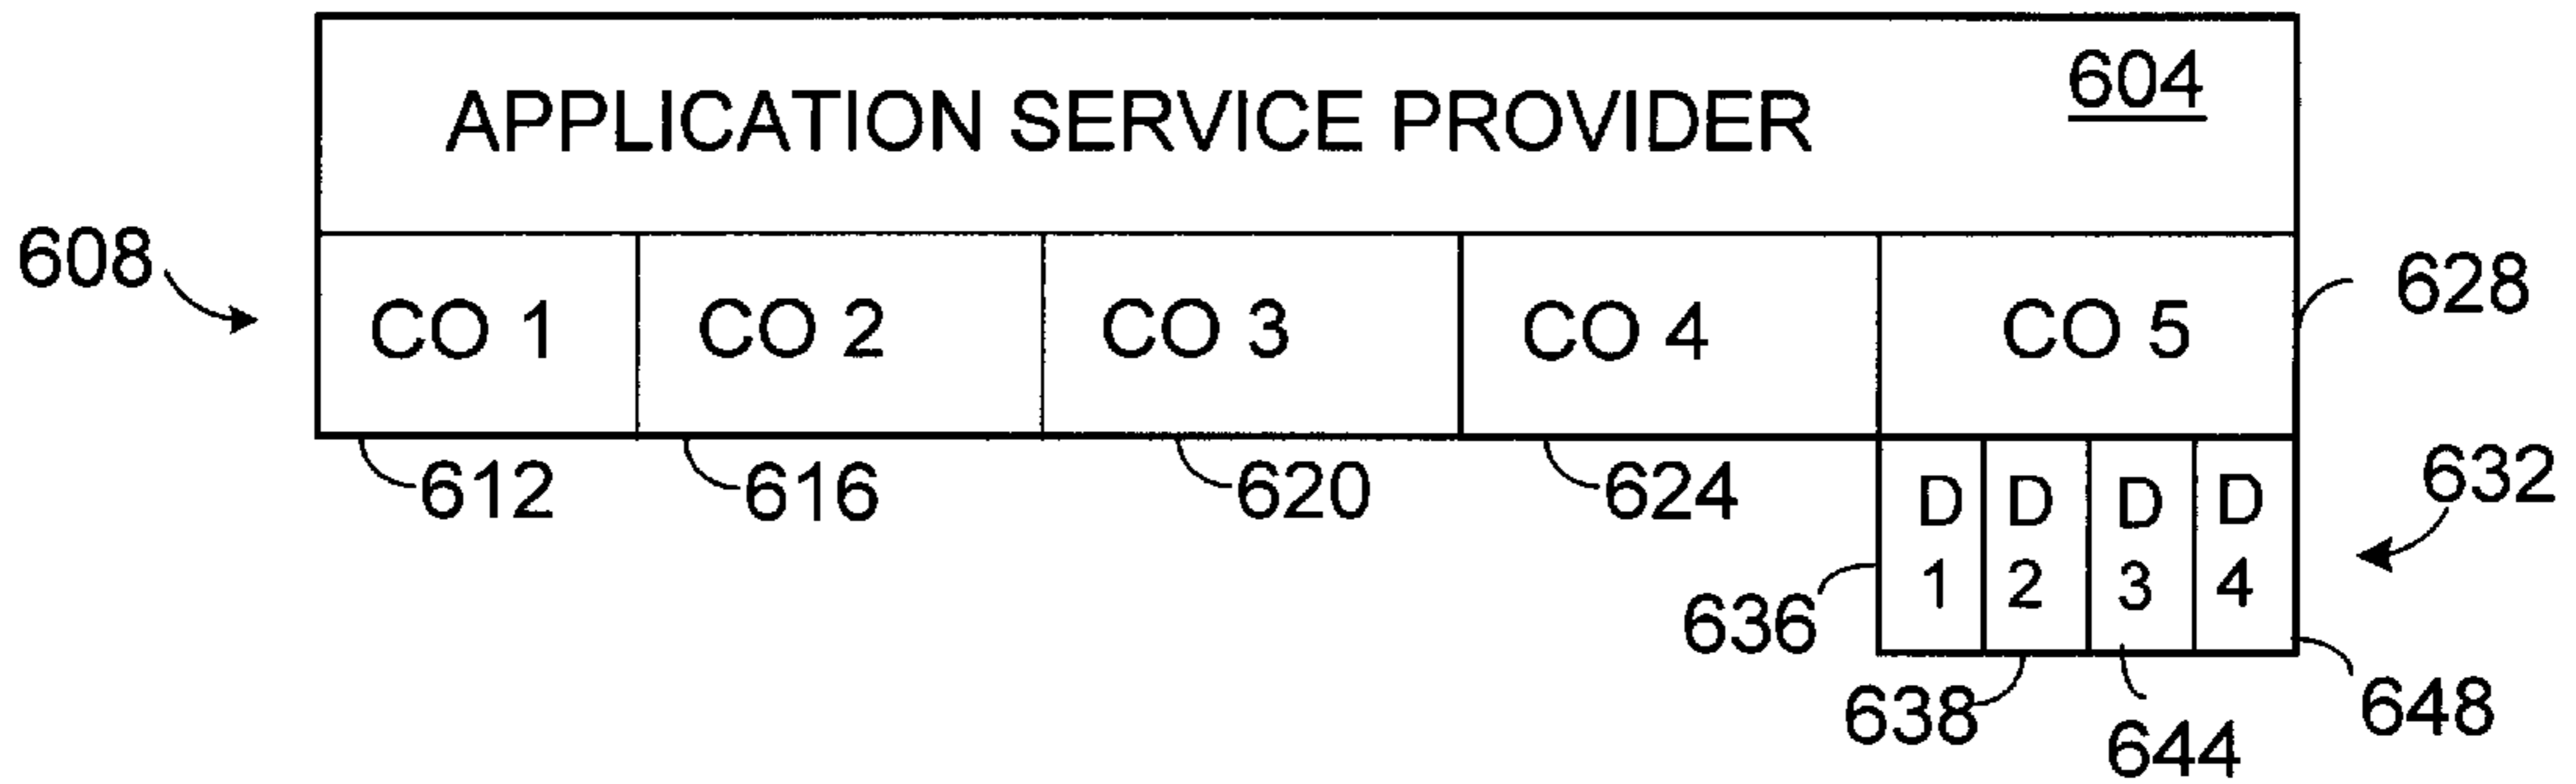 604
APPLICATION SERVICE PROVIDER
608
CO 1
CO 2
CO 3
CO 4
CO 5
628
612
616
620
624
632
D
1
D
2
D
3
D
4
636
638
644
648